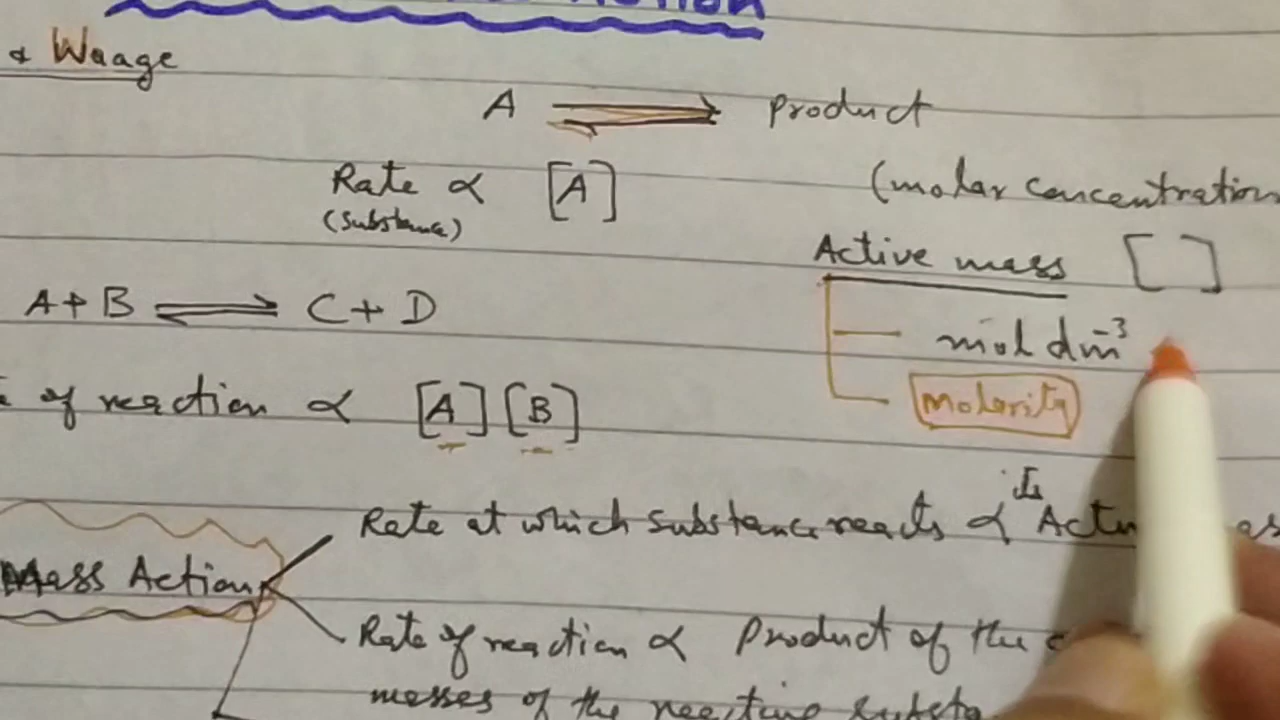 & Waage
A ⇌ Product
Rate ∝ [A]
(Substance)
(molar concentration
Active mass [ ]
mol dm⁻³
molarity
A+B ⇌ C+D
of reaction ∝ [A][B]
Rate at which substance reacts ∝ its
Mass Action
Rate of reaction ∝ Product of the
masses of the reacting